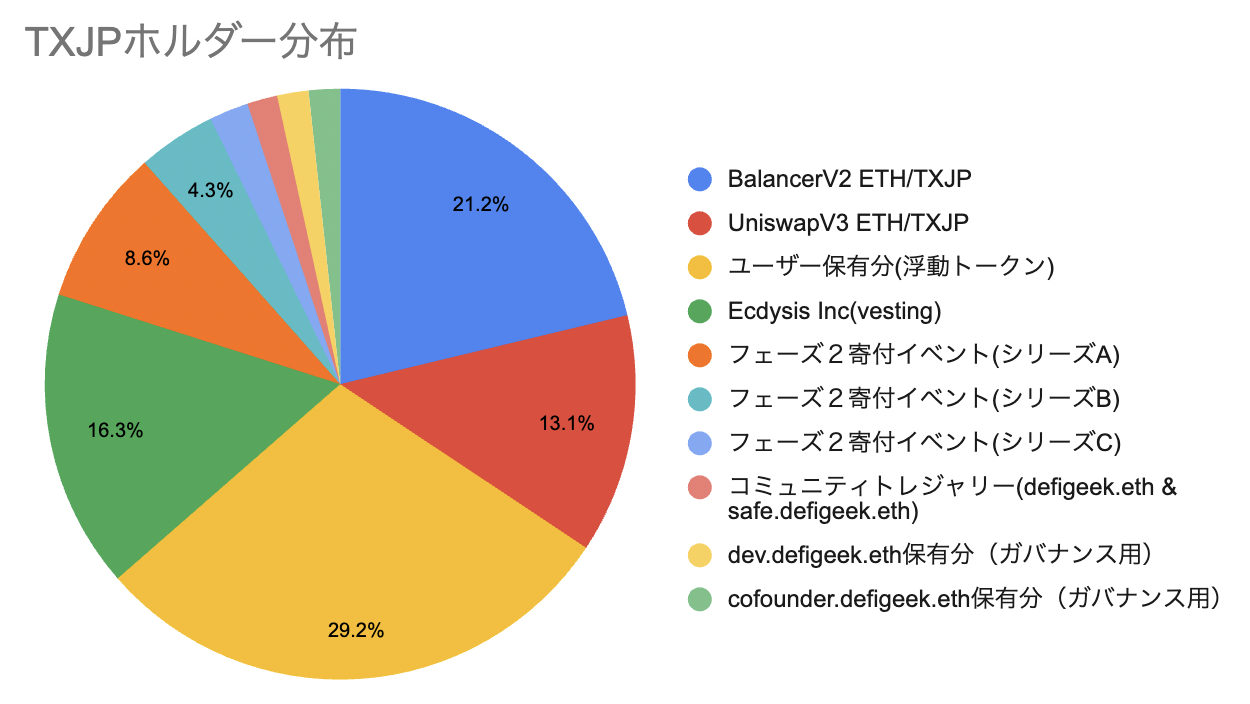 TXJPホルダー分布
21.2%
13.1%
29.2%
16.3%
8.6%
4.3%
BalancerV2 ETH/TXJP
UniswapV3 ETH/TXJP
ユーザー保有分(浮動トークン)
Ecdysis Inc(vesting)
フェーズ２寄付イベント(シリーズA)
フェーズ２寄付イベント(シリーズB)
フェーズ２寄付イベント(シリーズC)
コミュニティトレジャリー(defigeek.eth &
safe.defigeek.eth)
dev.defigeek.eth保有分（ガバナンス用）
cofounder.defigeek.eth保有分（ガバナンス用）